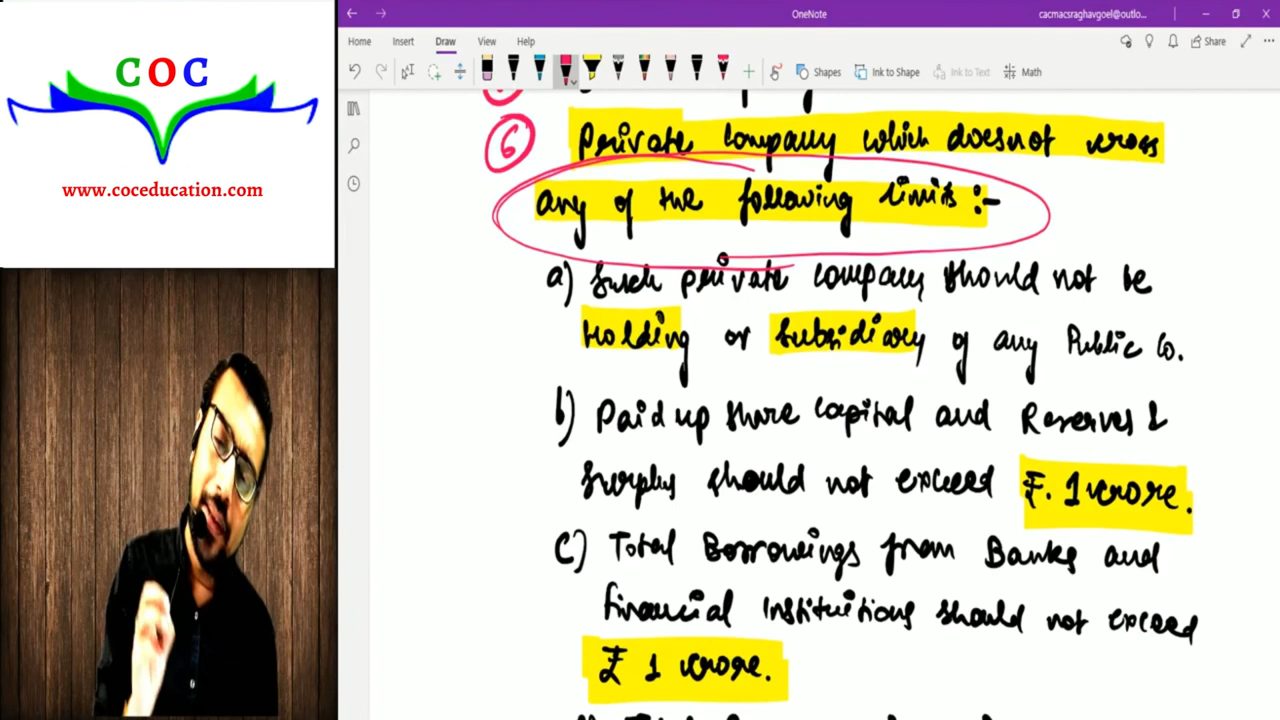 COC
www.coceducation.com
OneNote
cacmacsraghavgoel@outlo...
Home Insert Draw View Help
Share
Shapes Ink to Shape Ink to Text Math
6 Private company which doesnot cross
any of the following limits :-
a) Such private company should not be
Holding or subsidiary of any Public Co.
b) Paid up share capital and Reserves &
surplus should not exceed ₹. 1 crore.
c) Total Borrowings from Banks and
financial instituitions should not exceed
₹ 1 crore.